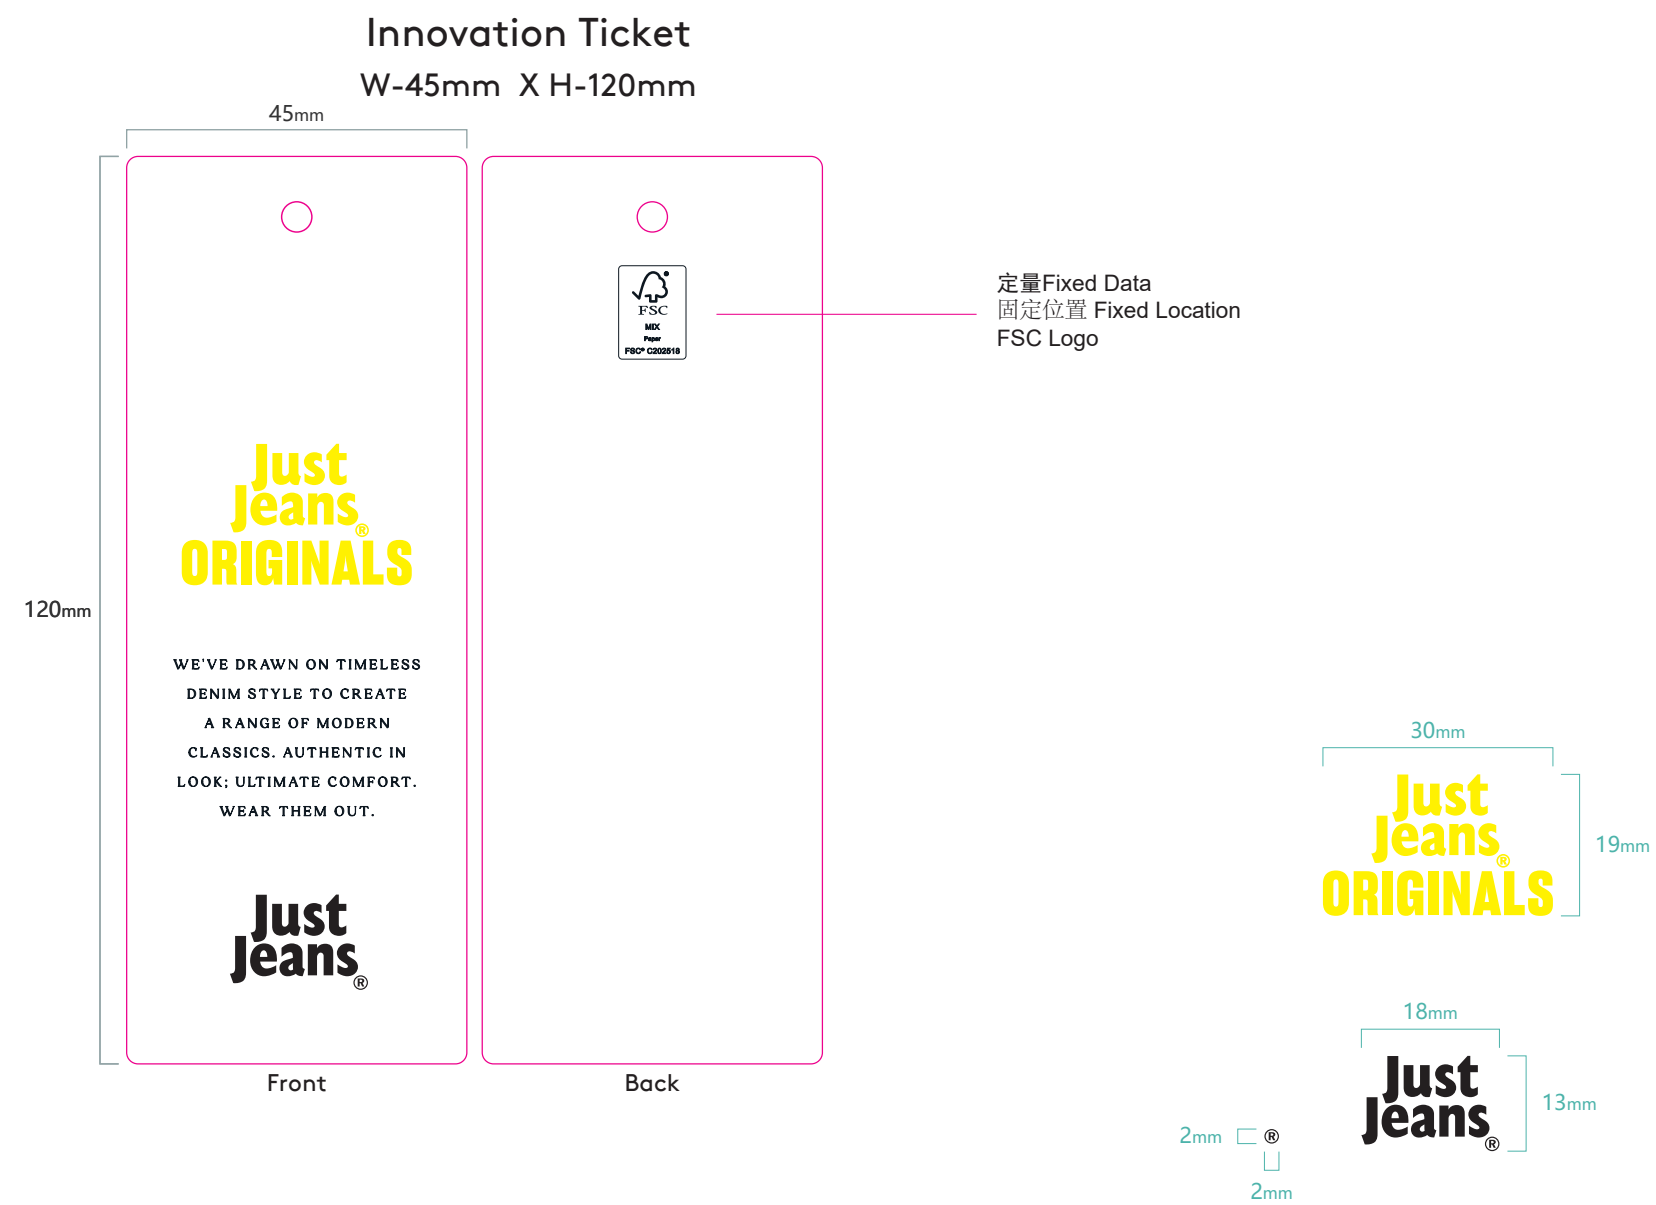 Innovation Ticket
W-45mm X H-120mm
45mm
120mm
Just
Jeans®
ORIGINALS
WE'VE DRAWN ON TIMELESS
DENIM STYLE TO CREATE
A RANGE OF MODERN
CLASSICS. AUTHENTIC IN
LOOK; ULTIMATE COMFORT.
WEAR THEM OUT.
Just
Jeans®
Front
FSC
MIX
Paper
FSC® C202518
Back
定量Fixed Data
固定位置 Fixed Location
FSC Logo
30mm
Just
Jeans®
ORIGINALS
19mm
18mm
Just
Jeans®
13mm
2mm
®
2mm